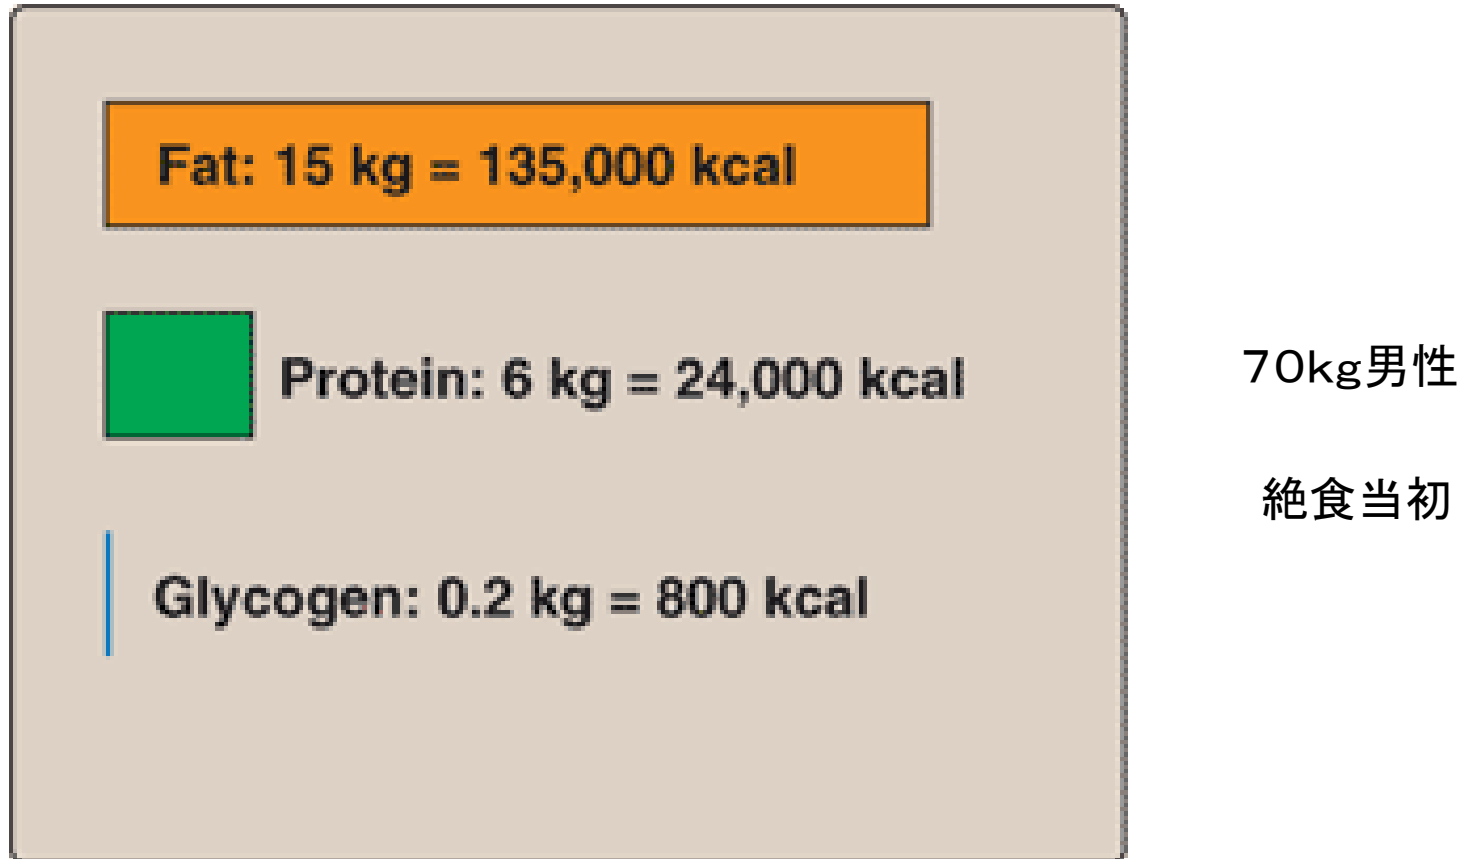 Fat: 15 kg = 135,000 kcal
Protein: 6 kg = 24,000 kcal
Glycogen: 0.2 kg = 800 kcal
70kg男性
絶食当初